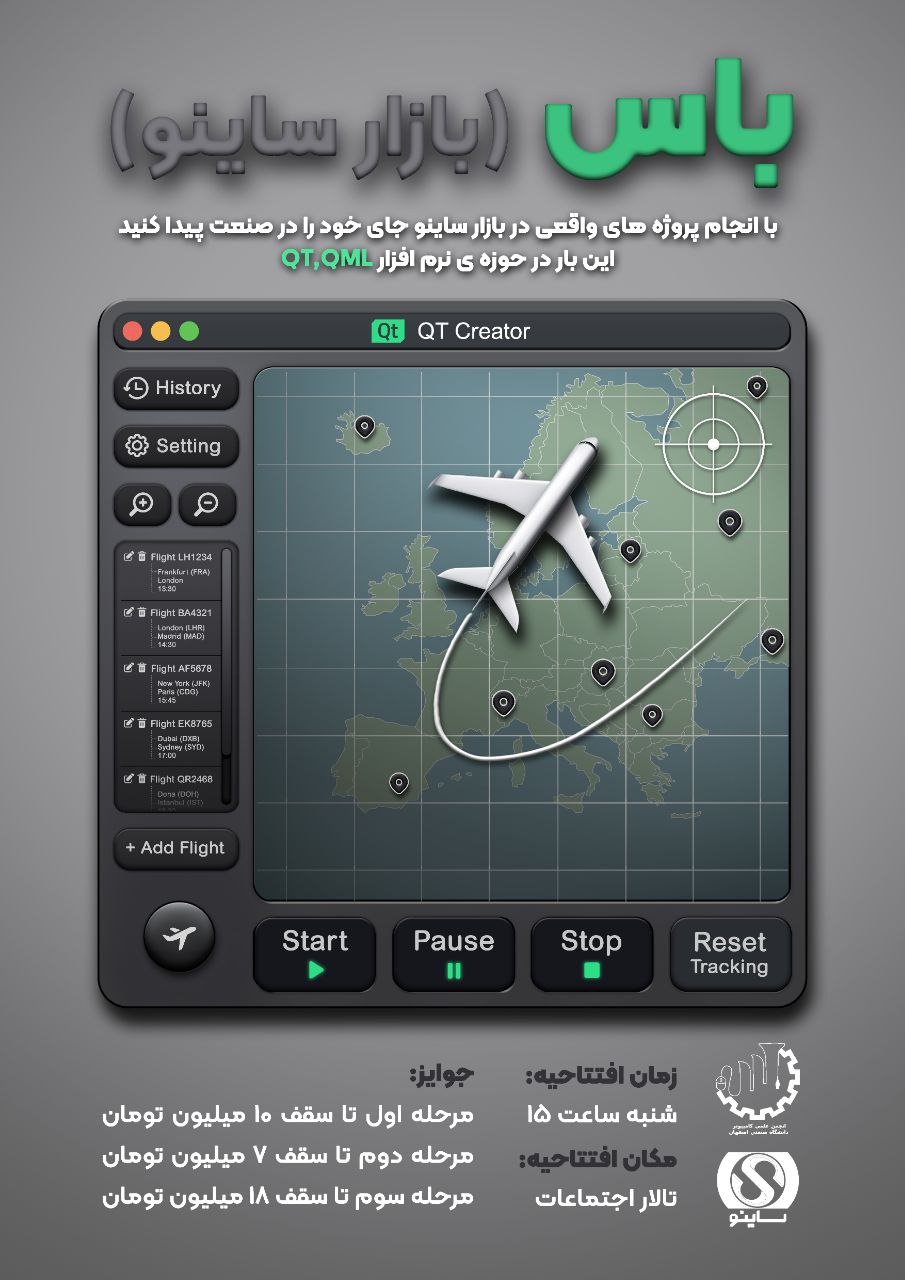 باس (بازار ساینو)
با انجام پروژه های واقعی در بازار ساینو جای خود را در صنعت پیدا کنید
این بار در حوزه ی نرم افزار QT,QML
Qt QT Creator
History
Setting
Flight LH1234
Frankfurt (FRA)
London
13:30
Flight BA4321
London (LHR)
Madrid (MAD)
14:30
Flight AF5678
New York (JFK)
Paris (CDG)
15:45
Flight EK8765
Dubai (DXB)
Sydney (SYD)
17:00
Flight QR2468
Doha (DOH)
Istanbul (IST)
+ Add Flight
Start
Pause
Stop
Reset
Tracking
زمان افتتاحیه:
شنبه ساعت ۱۵
مکان افتتاحیه:
تالار اجتماعات
جوایز:
مرحله اول تا سقف ۱۰ میلیون تومان
مرحله دوم تا سقف ۷ میلیون تومان
مرحله سوم تا سقف ۱۸ میلیون تومان
انجمن علمی کامپیوتر
دانشگاه صنعتی اصفهان
ساینو